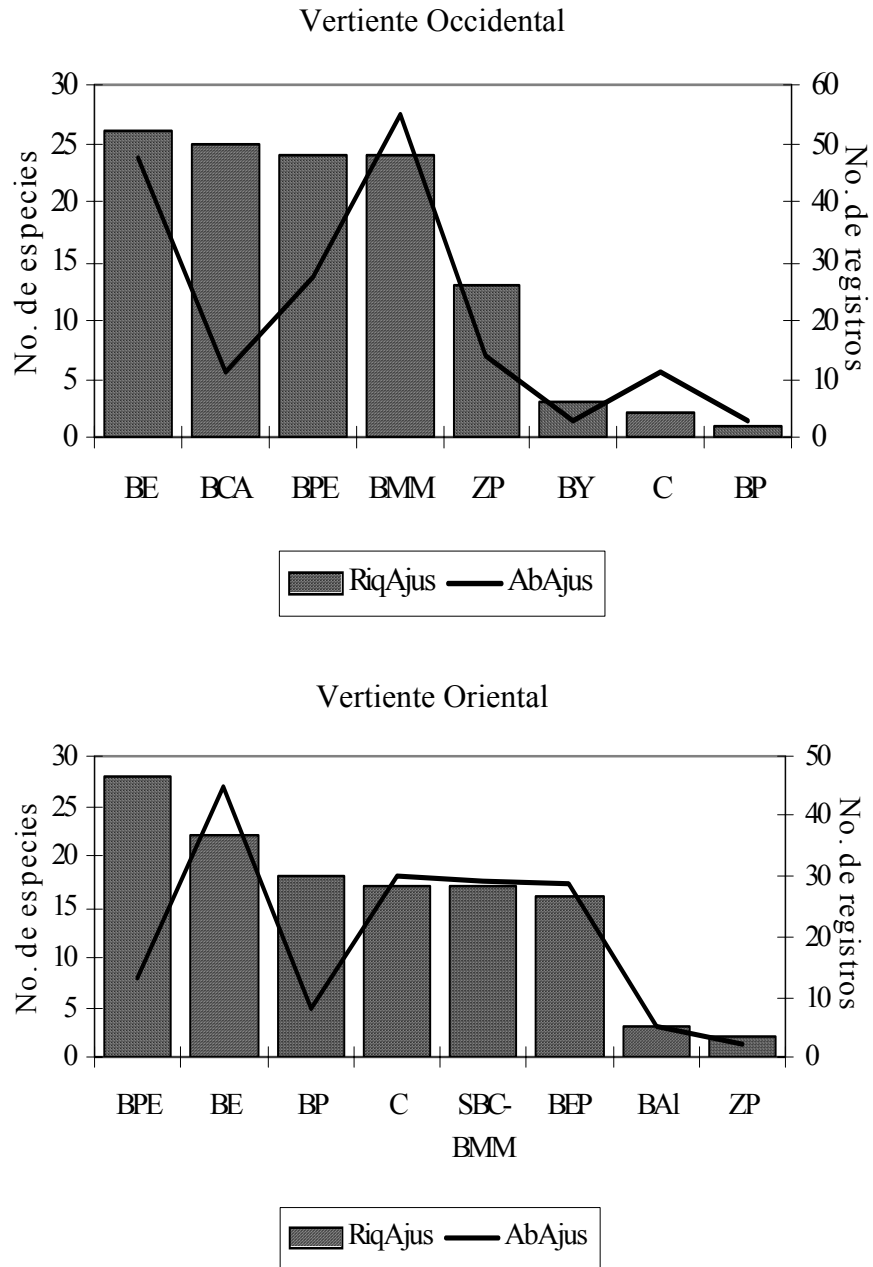 Vertiente Occidental
No. de especies
30
25
20
15
10
5
0
No. de registros
60
50
40
30
20
10
0
BE BCA BPE BMM ZP BY C BP
RiqAjus AbAjus
Vertiente Oriental
No. de especies
30
25
20
15
10
5
0
No. de registros
50
40
30
20
10
0
BPE BE BP C SBC- BEP BAl ZP
BMM
RiqAjus AbAjus